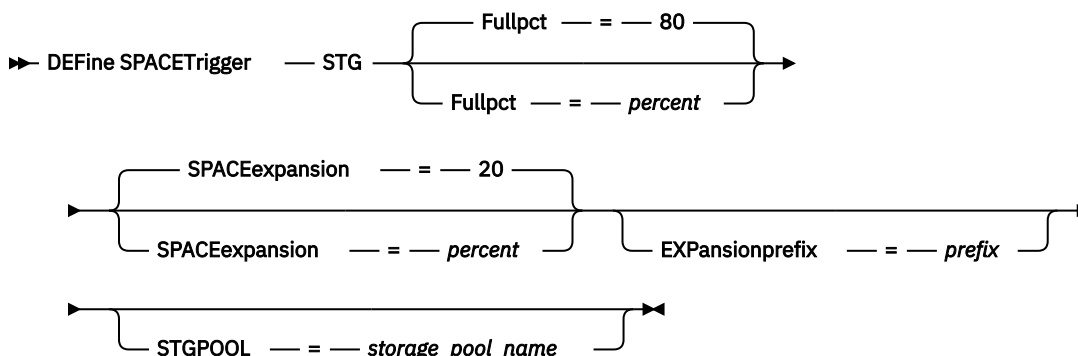 Fullpct = 80
DEFine SPACETrigger STG
Fullpct = percent
SPACEexpansion = 20
SPACEexpansion = percent
EXPansionprefix = prefix
STGPOOL = storage_pool_name